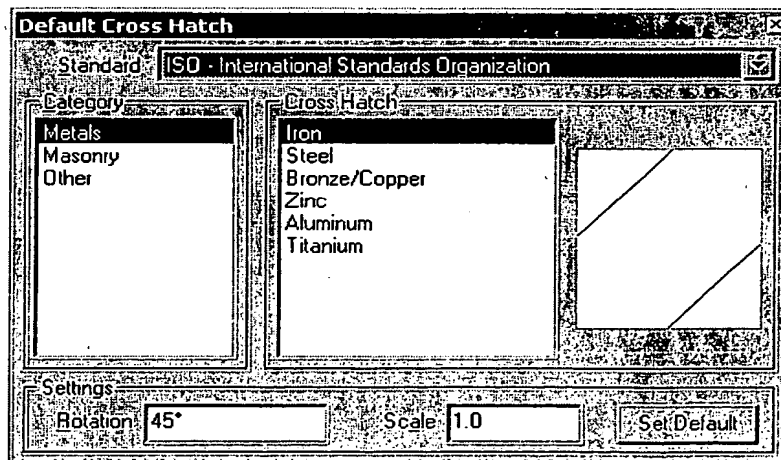 Default Cross Hatch
Standard ISO - International Standards Organization
Category
Metals
Masonry
Other
Cross Hatch
Iron
Steel
Bronze/Copper
Zinc
Aluminum
Titanium
Settings
Rotation 45°
Scale 1.0
Set Default